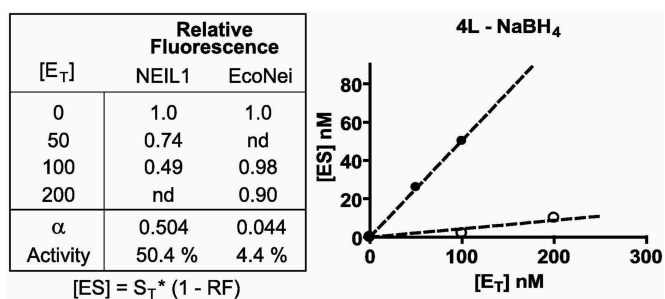 Relative
Fluorescence
[E_T] NEIL1 EcoNei
0 1.0 1.0
50 0.74 nd
100 0.49 0.98
200 nd 0.90
α 0.504 0.044
Activity 50.4 % 4.4 %
[ES] = S_T* (1 - RF)
4L - NaBH₄
[ES] nM
80
60
40
20
0
0 100 200 300
[E_T] nM